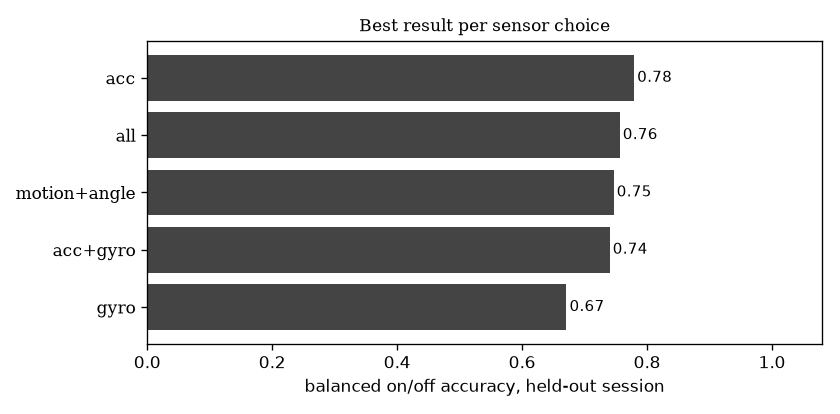 Best result per sensor choice
acc 0.78
all 0.76
motion+angle 0.75
acc+gyro 0.74
gyro 0.67
0.0 0.2 0.4 0.6 0.8 1.0
balanced on/off accuracy, held-out session